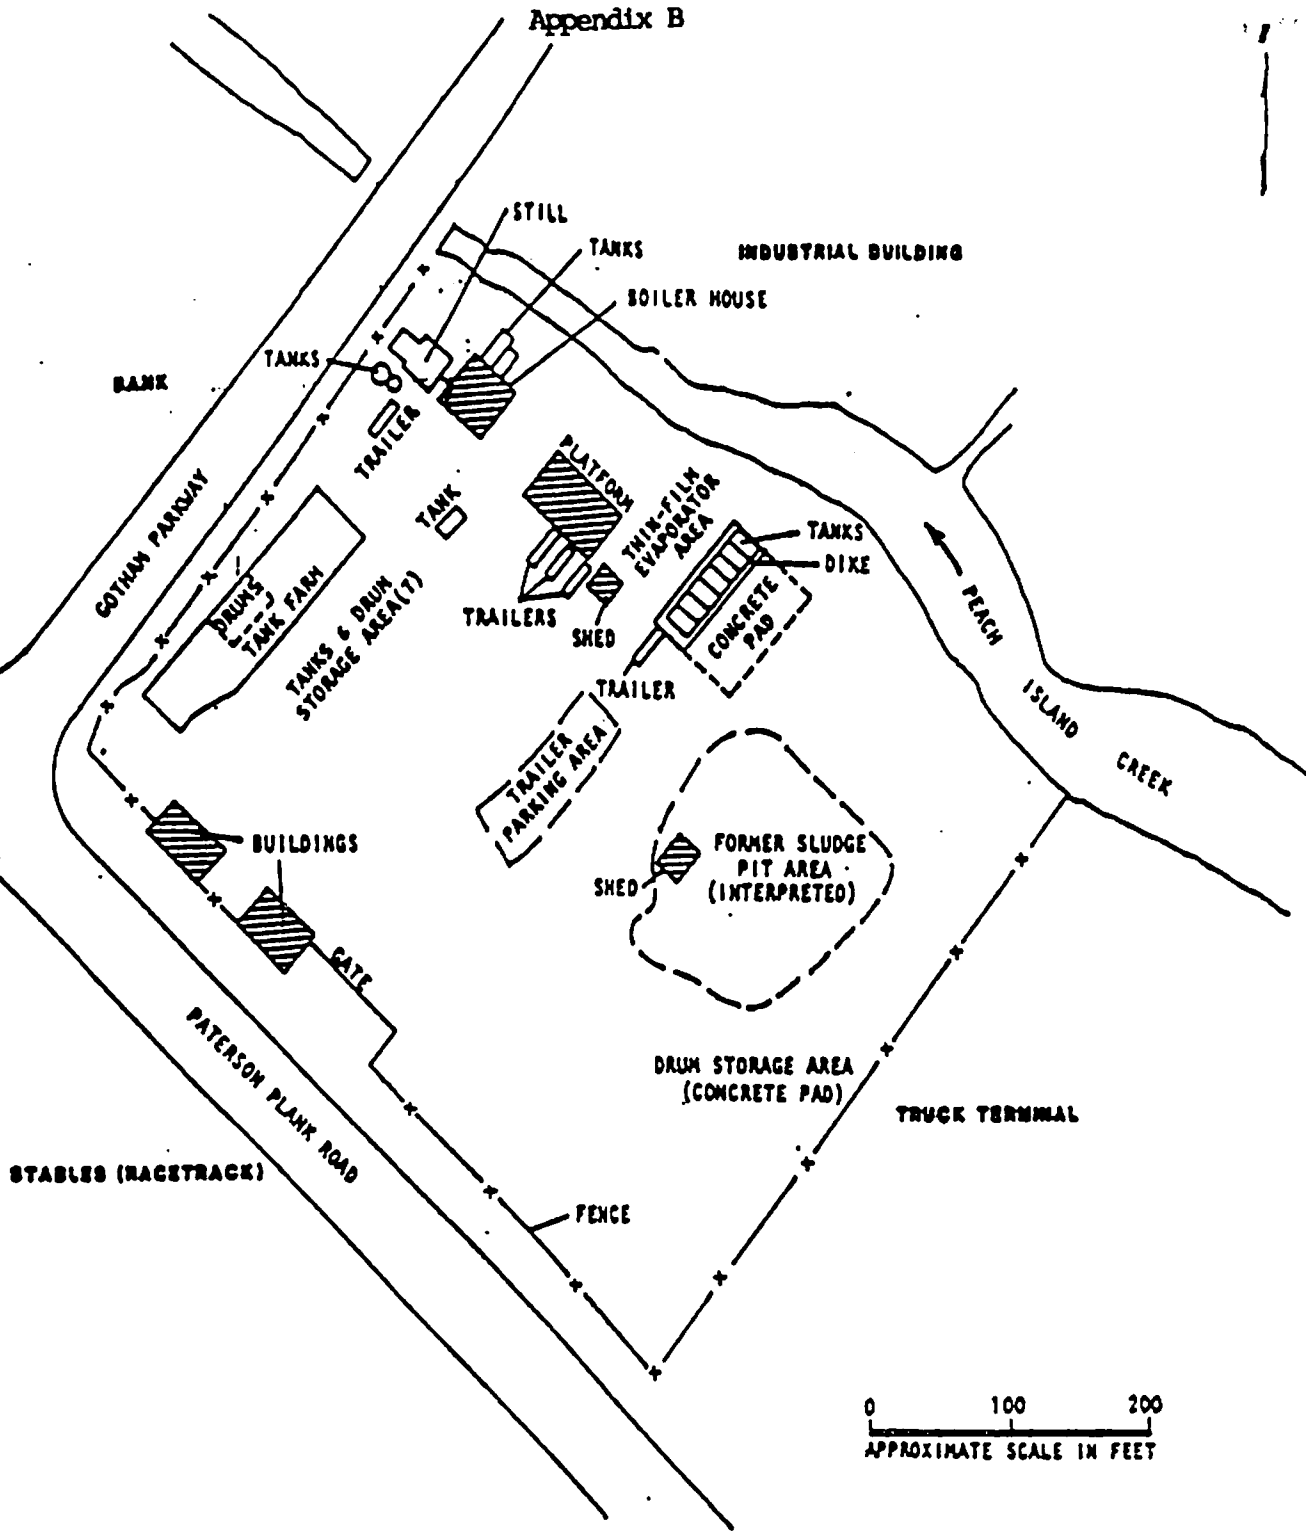 Appendix B
STILL
TANKS
INDUSTRIAL BUILDING
BOILER HOUSE
TANKS
BANK
TRAILER
PLATFORM
GOTHAM PARKWAY
TANK
THIN-FILM
EVAPORATOR
AREA
TANKS
DIKE
DRUMS
TANK FARM
TANKS & DRUM
STORAGE AREA(?)
TRAILERS
SHED
CONCRETE
PAD
PEACH
ISLAND
CREEK
TRAILER
TRAILER
PARKING AREA
BUILDINGS
FORMER SLUDGE
PIT AREA
(INTERPRETED)
SHED
GATE
PATERSON PLANK ROAD
DRUM STORAGE AREA
(CONCRETE PAD)
TRUCK TERMINAL
STABLES (RACETRACK)
FENCE
0 100 200
APPROXIMATE SCALE IN FEET